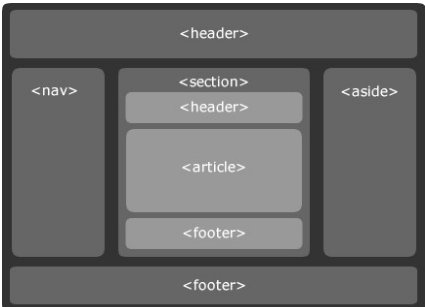 <header>
<nav>
<section>
<header>
<article>
<footer>
<aside>
<footer>